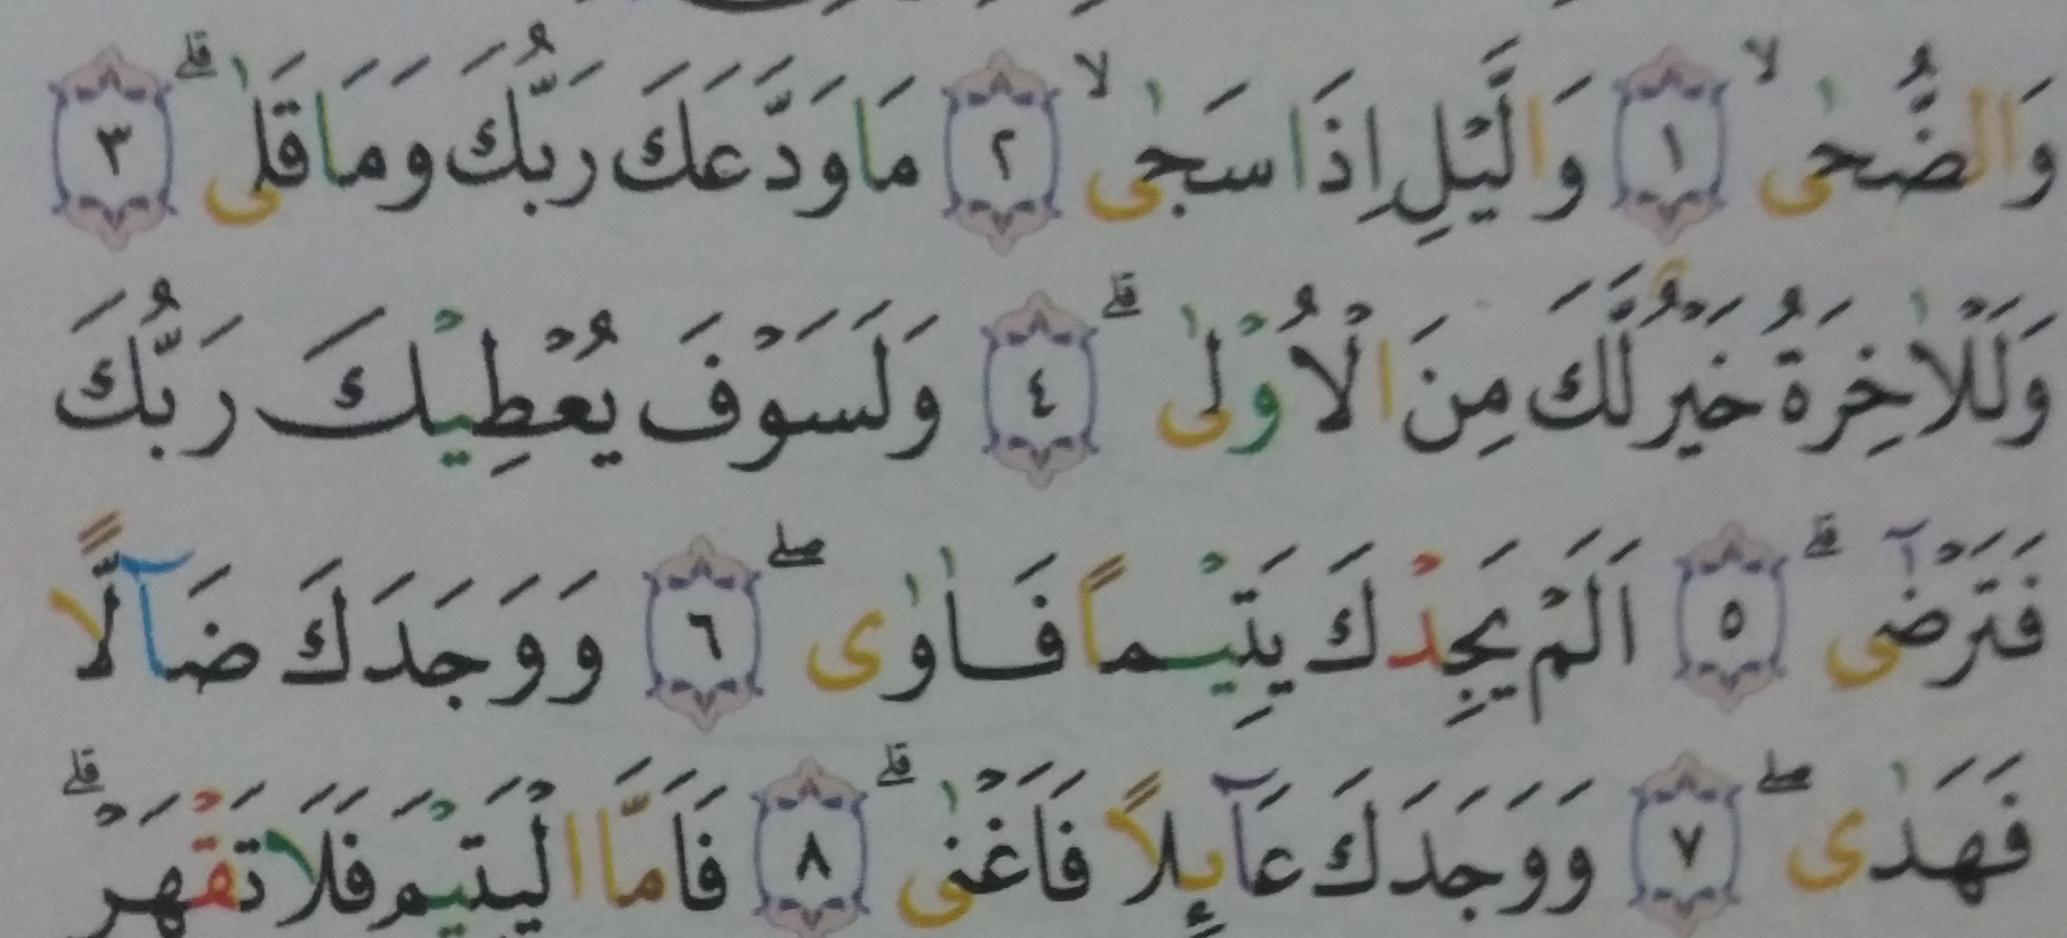 وَالضُّحٰىۙ ١ وَالَّيْلِ اِذَا سَجٰىۙ ٢ مَا وَدَّعَكَ رَبُّكَ وَمَا قَلٰىۗ ٣
وَلَلْاٰخِرَةُ خَيْرٌ لَّكَ مِنَ الْاُوْلٰىۗ ٤ وَلَسَوْفَ يُعْطِيْكَ رَبُّكَ
فَتَرْضٰىۗ ٥ اَلَمْ يَجِدْكَ يَتِيْمًا فَاٰوٰىۖ ٦ وَوَجَدَكَ ضَاۤلًّا
فَهَدٰىۖ ٧ وَوَجَدَكَ عَاۤىِٕلًا فَاَغْنٰىۗ ٨ فَاَمَّا الْيَتِيْمَ فَلَا تَقْهَرْۗ